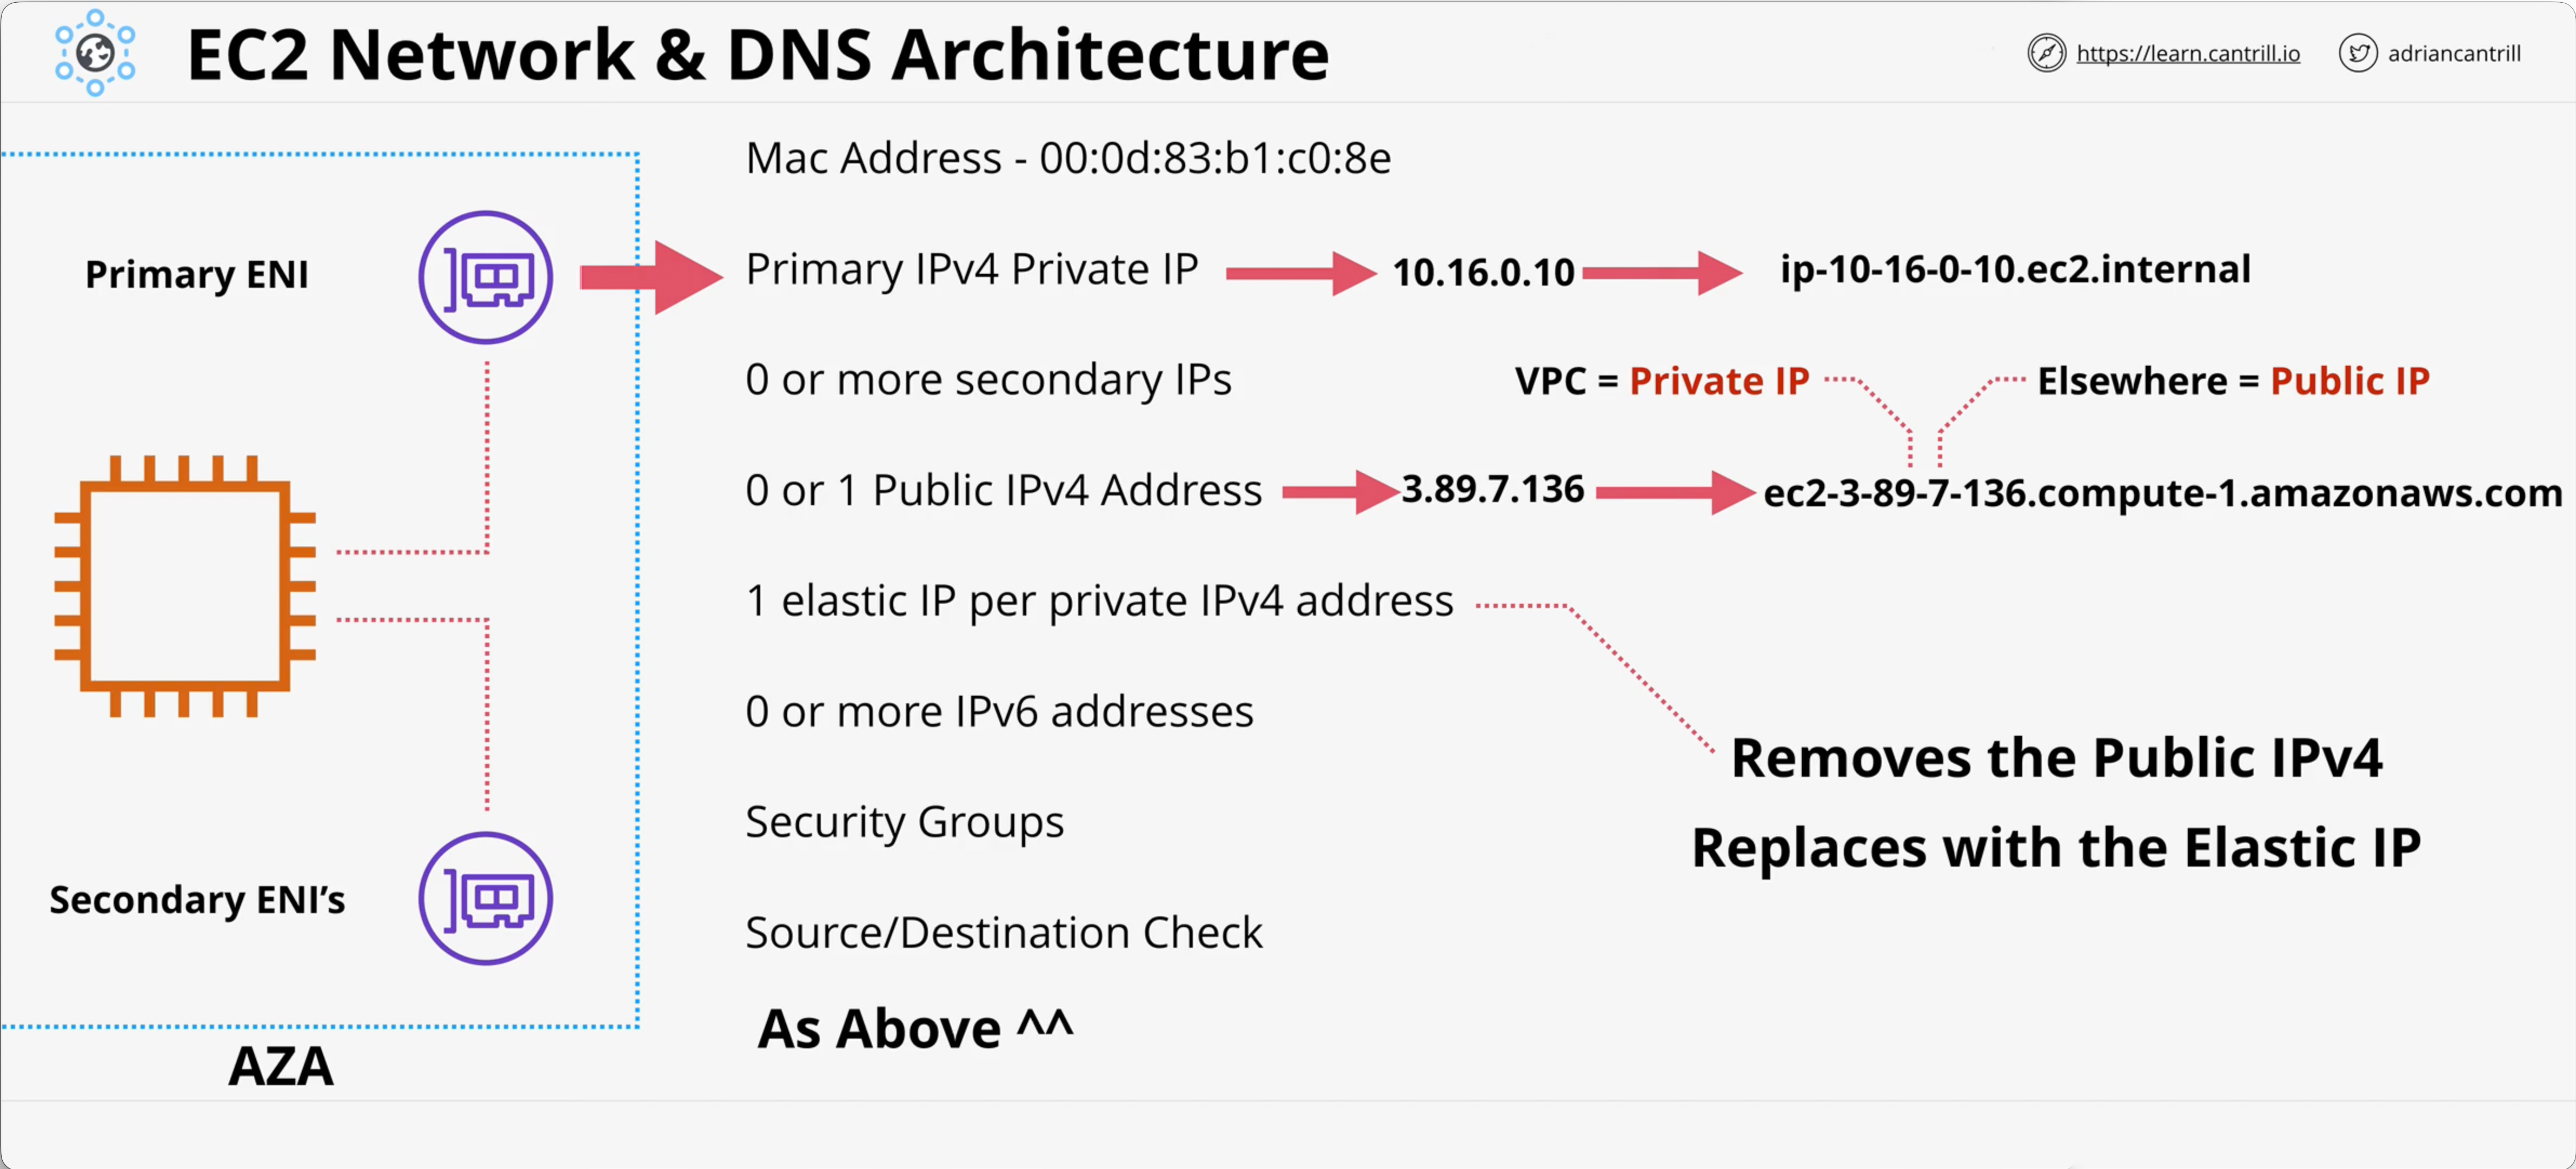 EC2 Network & DNS Architecture
https://learn.cantrill.io
adriancantrill
Mac Address - 00:0d:83:b1:c0:8e
Primary ENI
Primary IPv4 Private IP
10.16.0.10
ip-10-16-0-10.ec2.internal
0 or more secondary IPs
VPC = Private IP
Elsewhere = Public IP
0 or 1 Public IPv4 Address
3.89.7.136
ec2-3-89-7-136.compute-1.amazonaws.com
1 elastic IP per private IPv4 address
0 or more IPv6 addresses
Removes the Public IPv4
Replaces with the Elastic IP
Security Groups
Secondary ENI’s
Source/Destination Check
As Above ^^
AZA